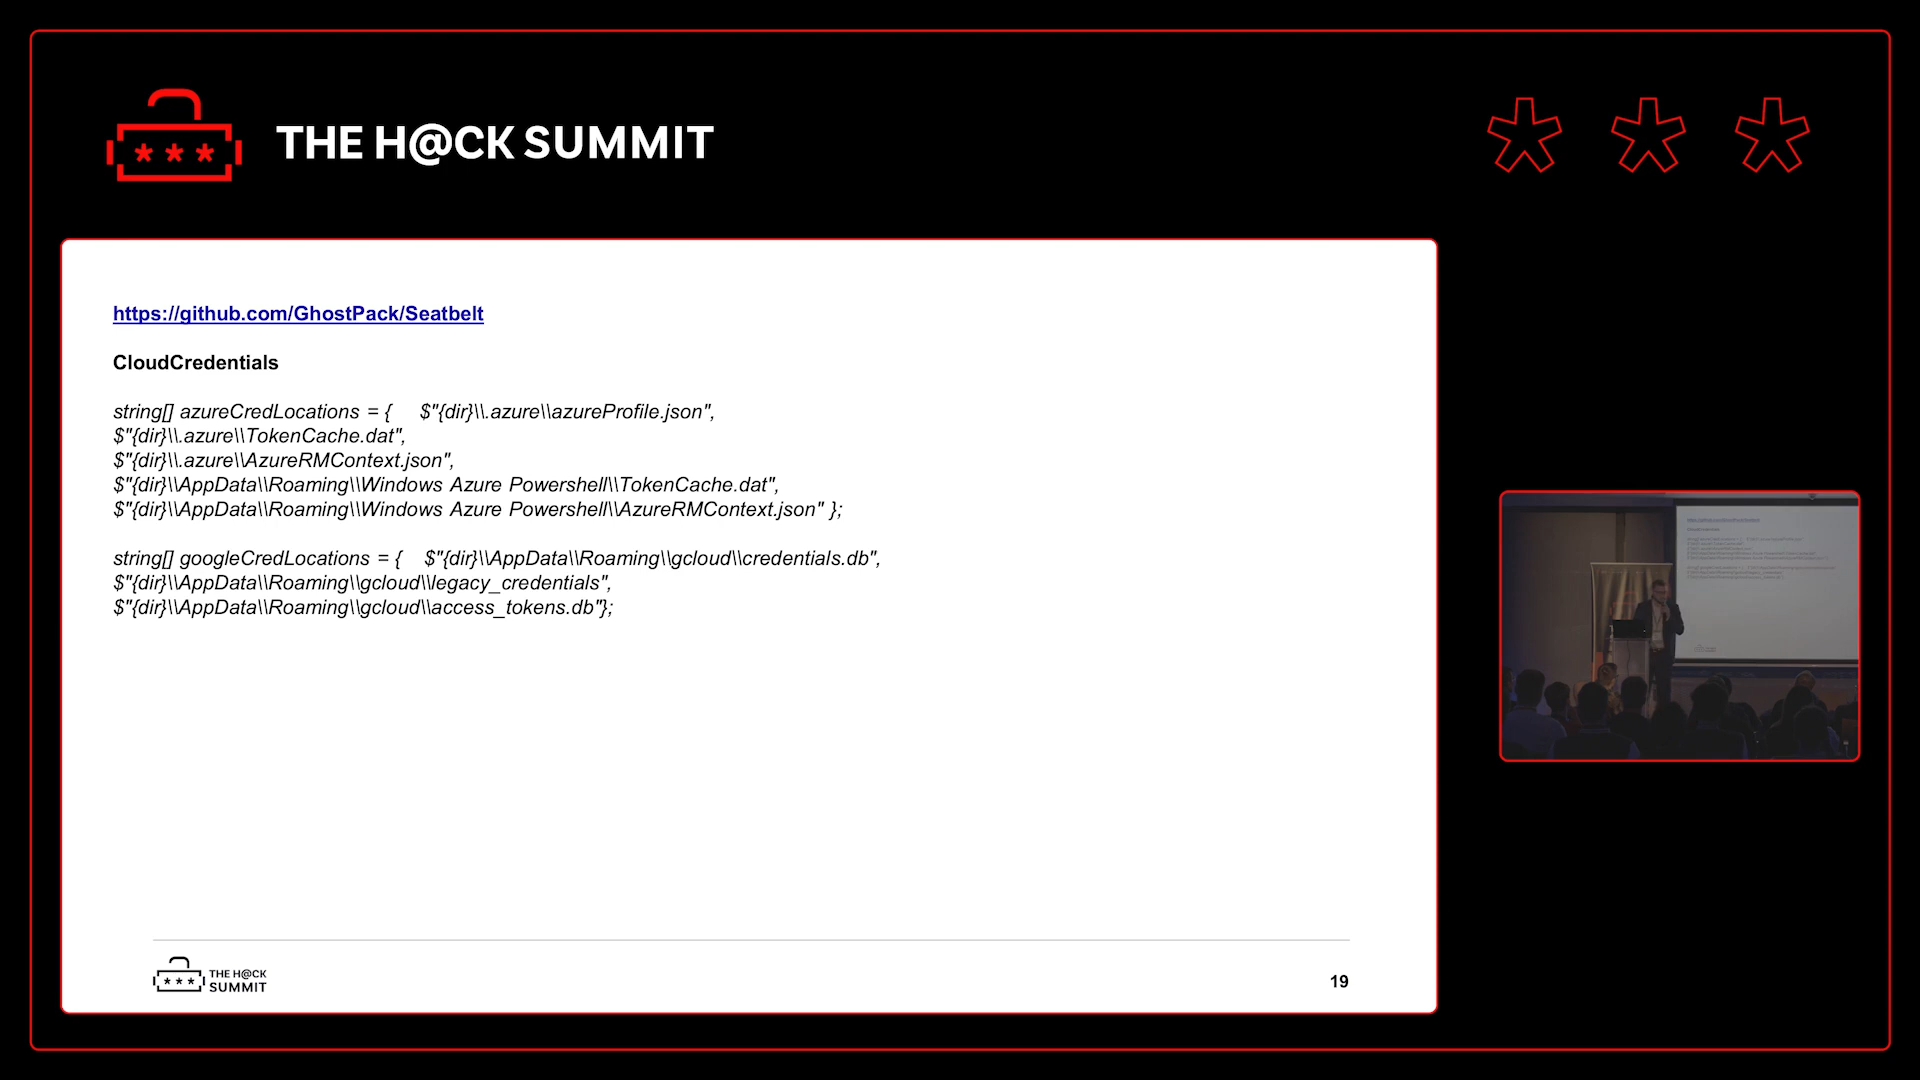 ***
THE H@CK SUMMIT
https://github.com/GhostPack/Seatbelt
CloudCredentials
string[] azureCredLocations = { $"{dir}\\.azure\\azureProfile.json",
$"{dir}\\.azure\\TokenCache.dat",
$"{dir}\\.azure\\AzureRMContext.json",
$"{dir}\\AppData\\Roaming\\Windows Azure Powershell\\TokenCache.dat",
$"{dir}\\AppData\\Roaming\\Windows Azure Powershell\\AzureRMContext.json" };
string[] googleCredLocations = { $"{dir}\\AppData\\Roaming\\gcloud\\credentials.db",
$"{dir}\\AppData\\Roaming\\gcloud\\legacy_credentials",
$"{dir}\\AppData\\Roaming\\gcloud\\access_tokens.db"};
***
THE H@CK
SUMMIT
19